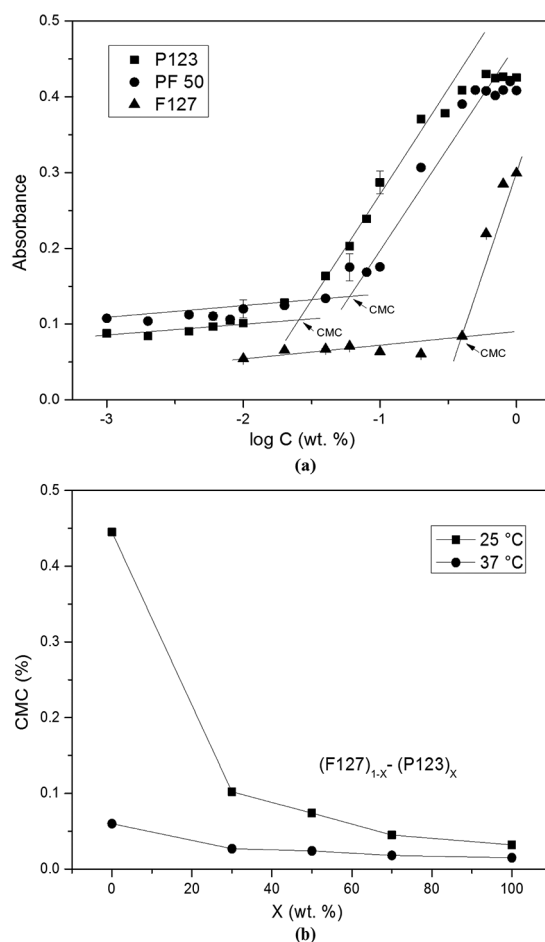 P123
PF 50
F127
Absorbance
0.5
0.4
0.3
0.2
0.1
0.0
CMC
CMC
CMC
-3
-2
-1
0
log C (wt. %)
(a)
25 °C
37 °C
CMC (%)
0.5
0.4
0.3
0.2
0.1
0.0
(F127)1-X- (P123)X
0
20
40
60
80
100
X (wt. %)
(b)